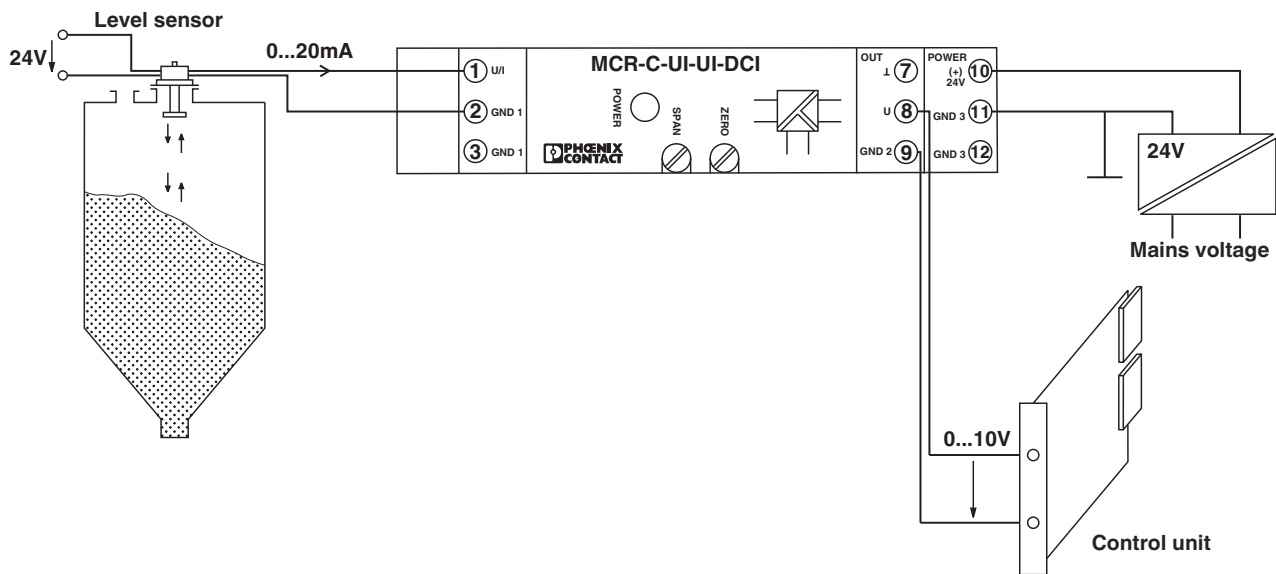 Level sensor
24V
0...20mA
1 U/I
2 GND 1
3 GND 1
MCR-C-UI-UI-DCI
POWER
SPAN
ZERO
PHŒNIX
CONTACT
OUT
⊥ 7
U 8
GND 2 9
POWER
(+) 10
24V
GND 3 11
GND 3 12
24V
Mains voltage
0...10V
Control unit